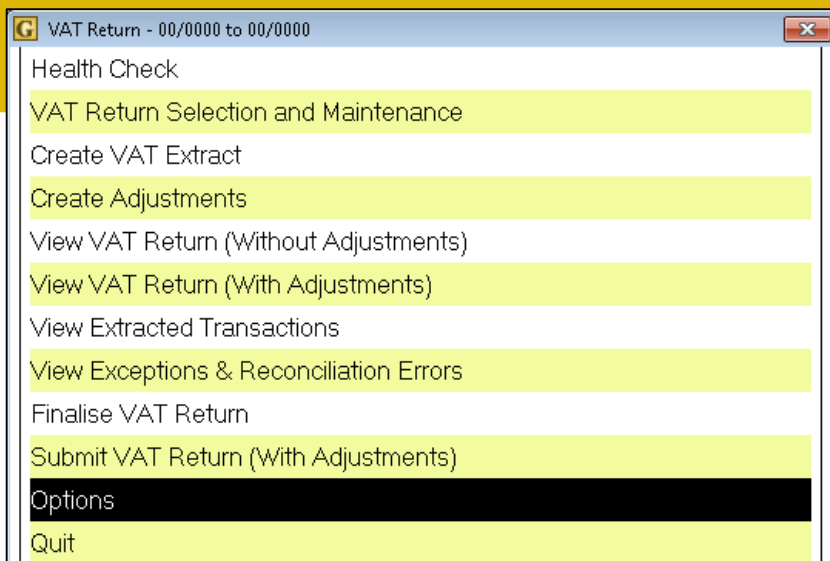 G VAT Return - 00/0000 to 00/0000
Health Check
VAT Return Selection and Maintenance
Create VAT Extract
Create Adjustments
View VAT Return (Without Adjustments)
View VAT Return (With Adjustments)
View Extracted Transactions
View Exceptions & Reconciliation Errors
Finalise VAT Return
Submit VAT Return (With Adjustments)
Options
Quit